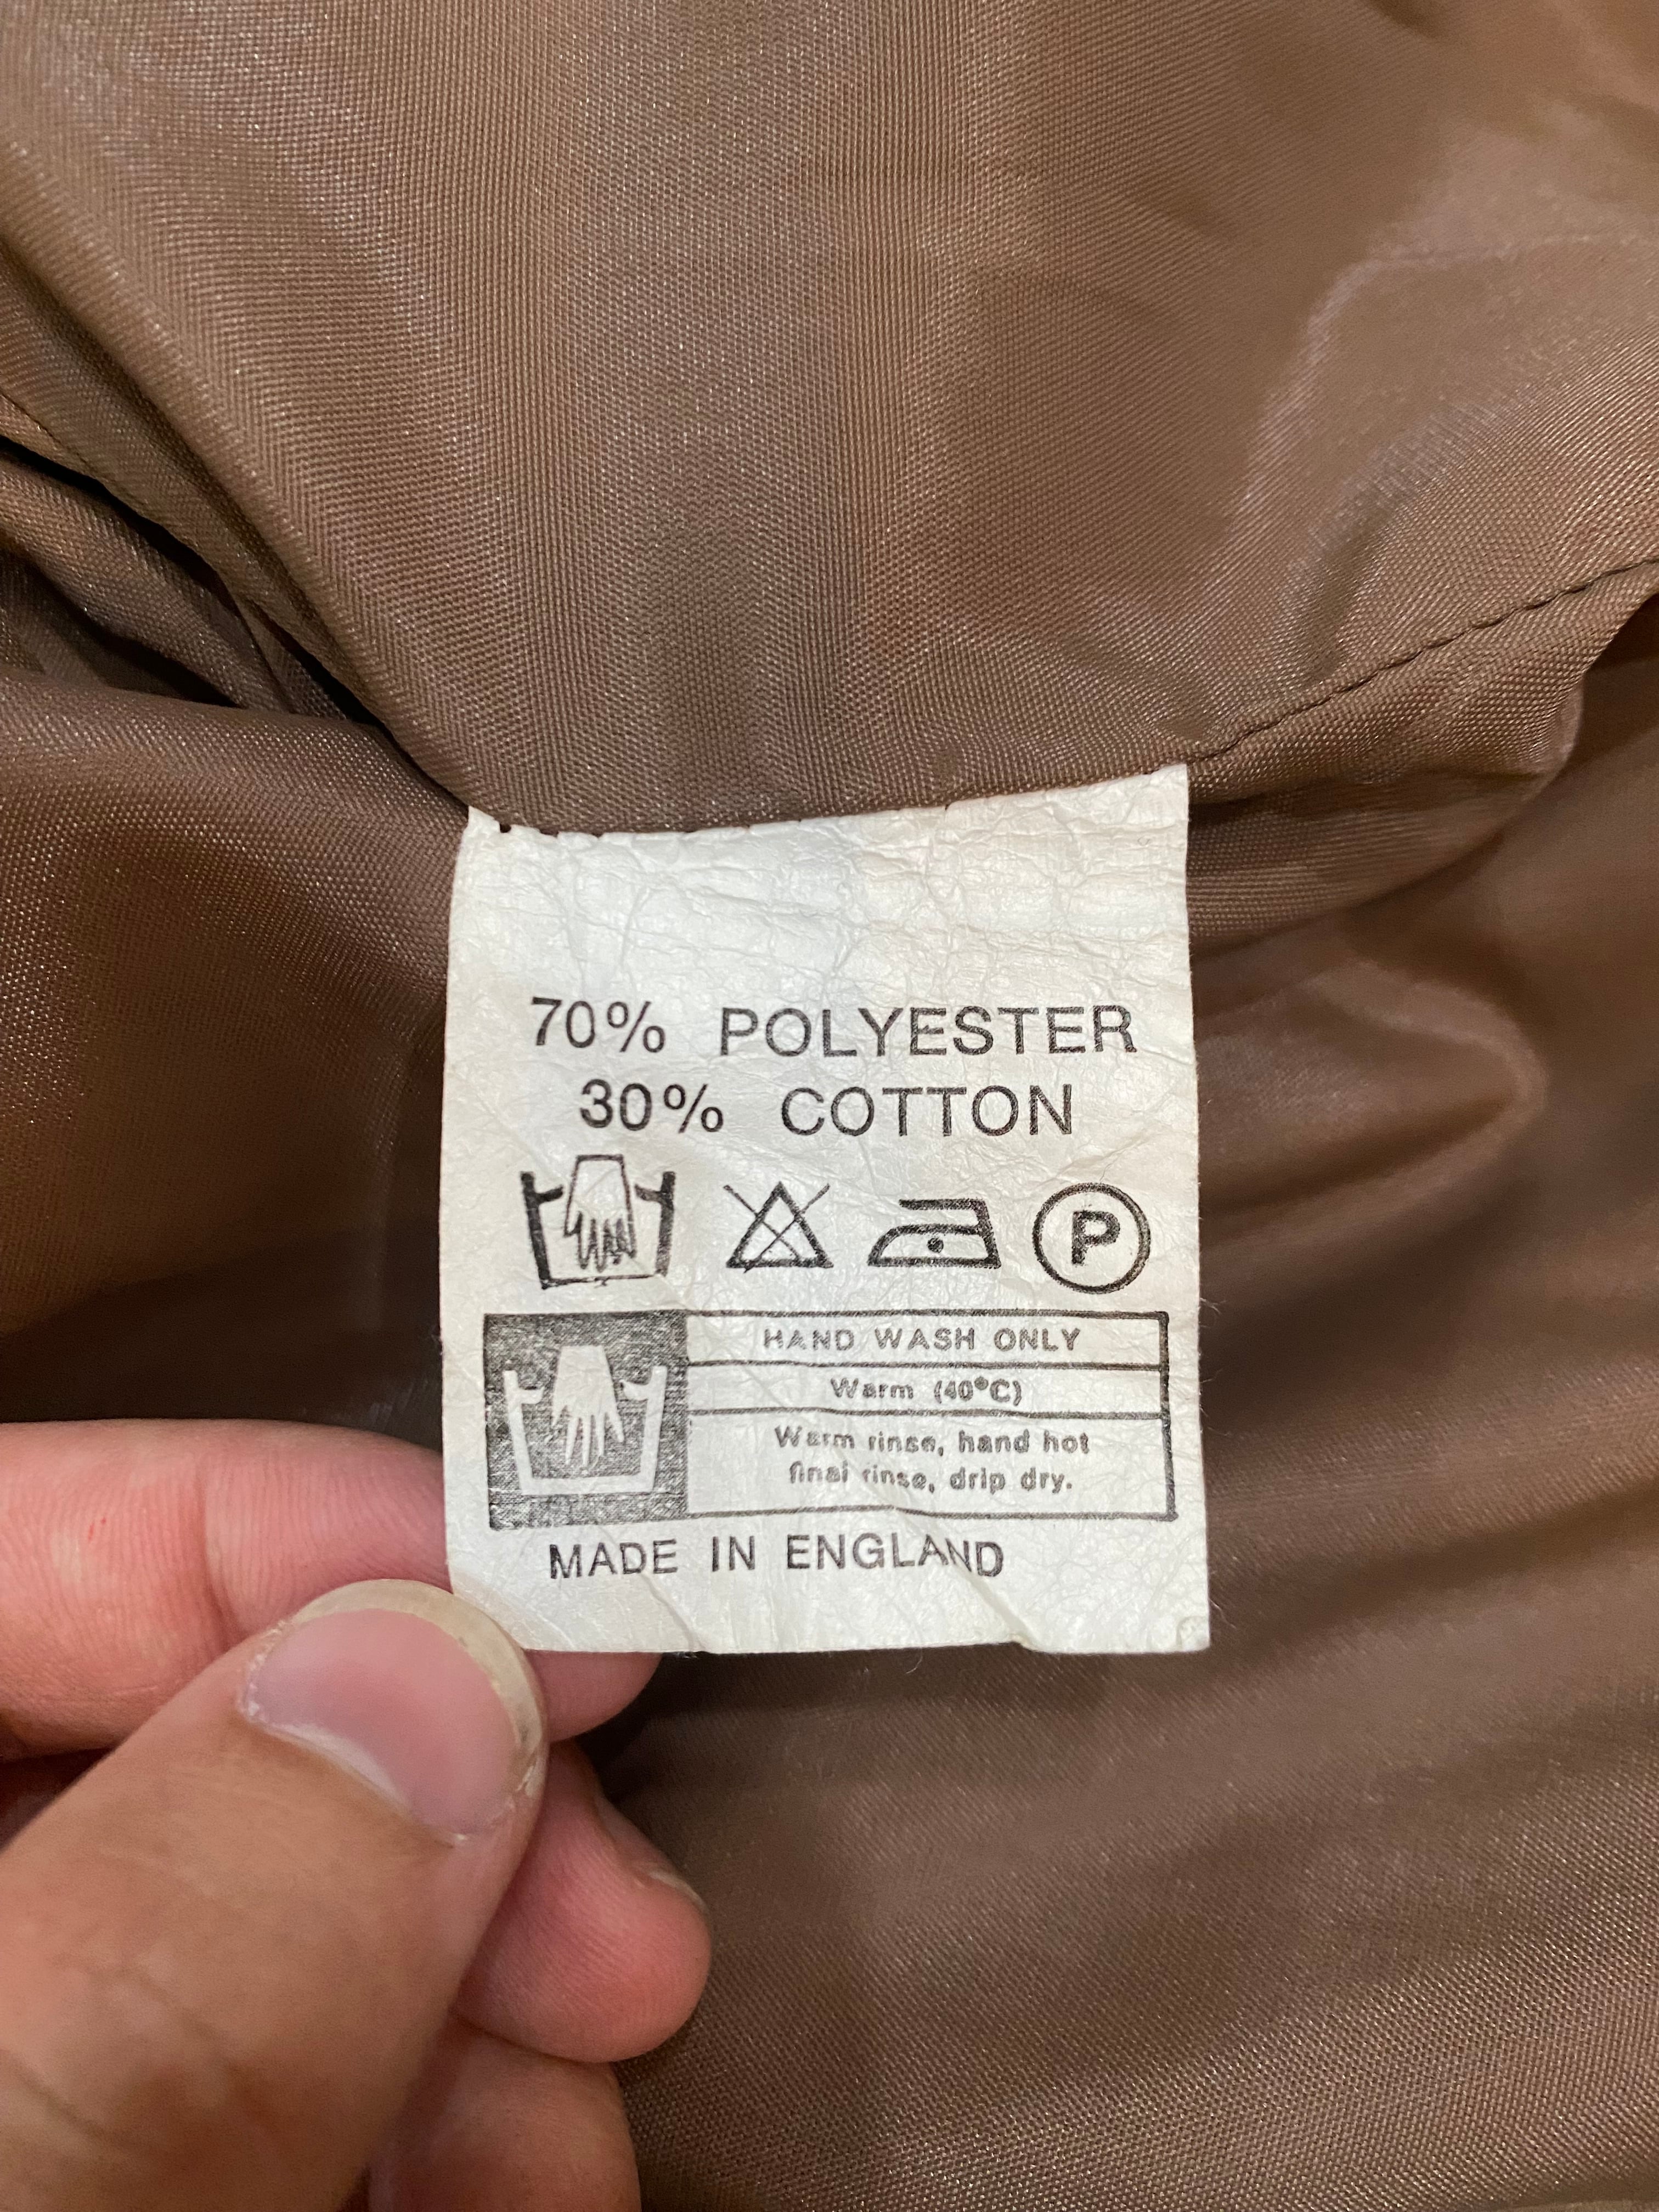 70% POLYESTER
30% COTTON
P
HAND WASH ONLY
Warm (40°C)
Warm rinse, hand hot
final rinse, drip dry.
MADE IN ENGLAND